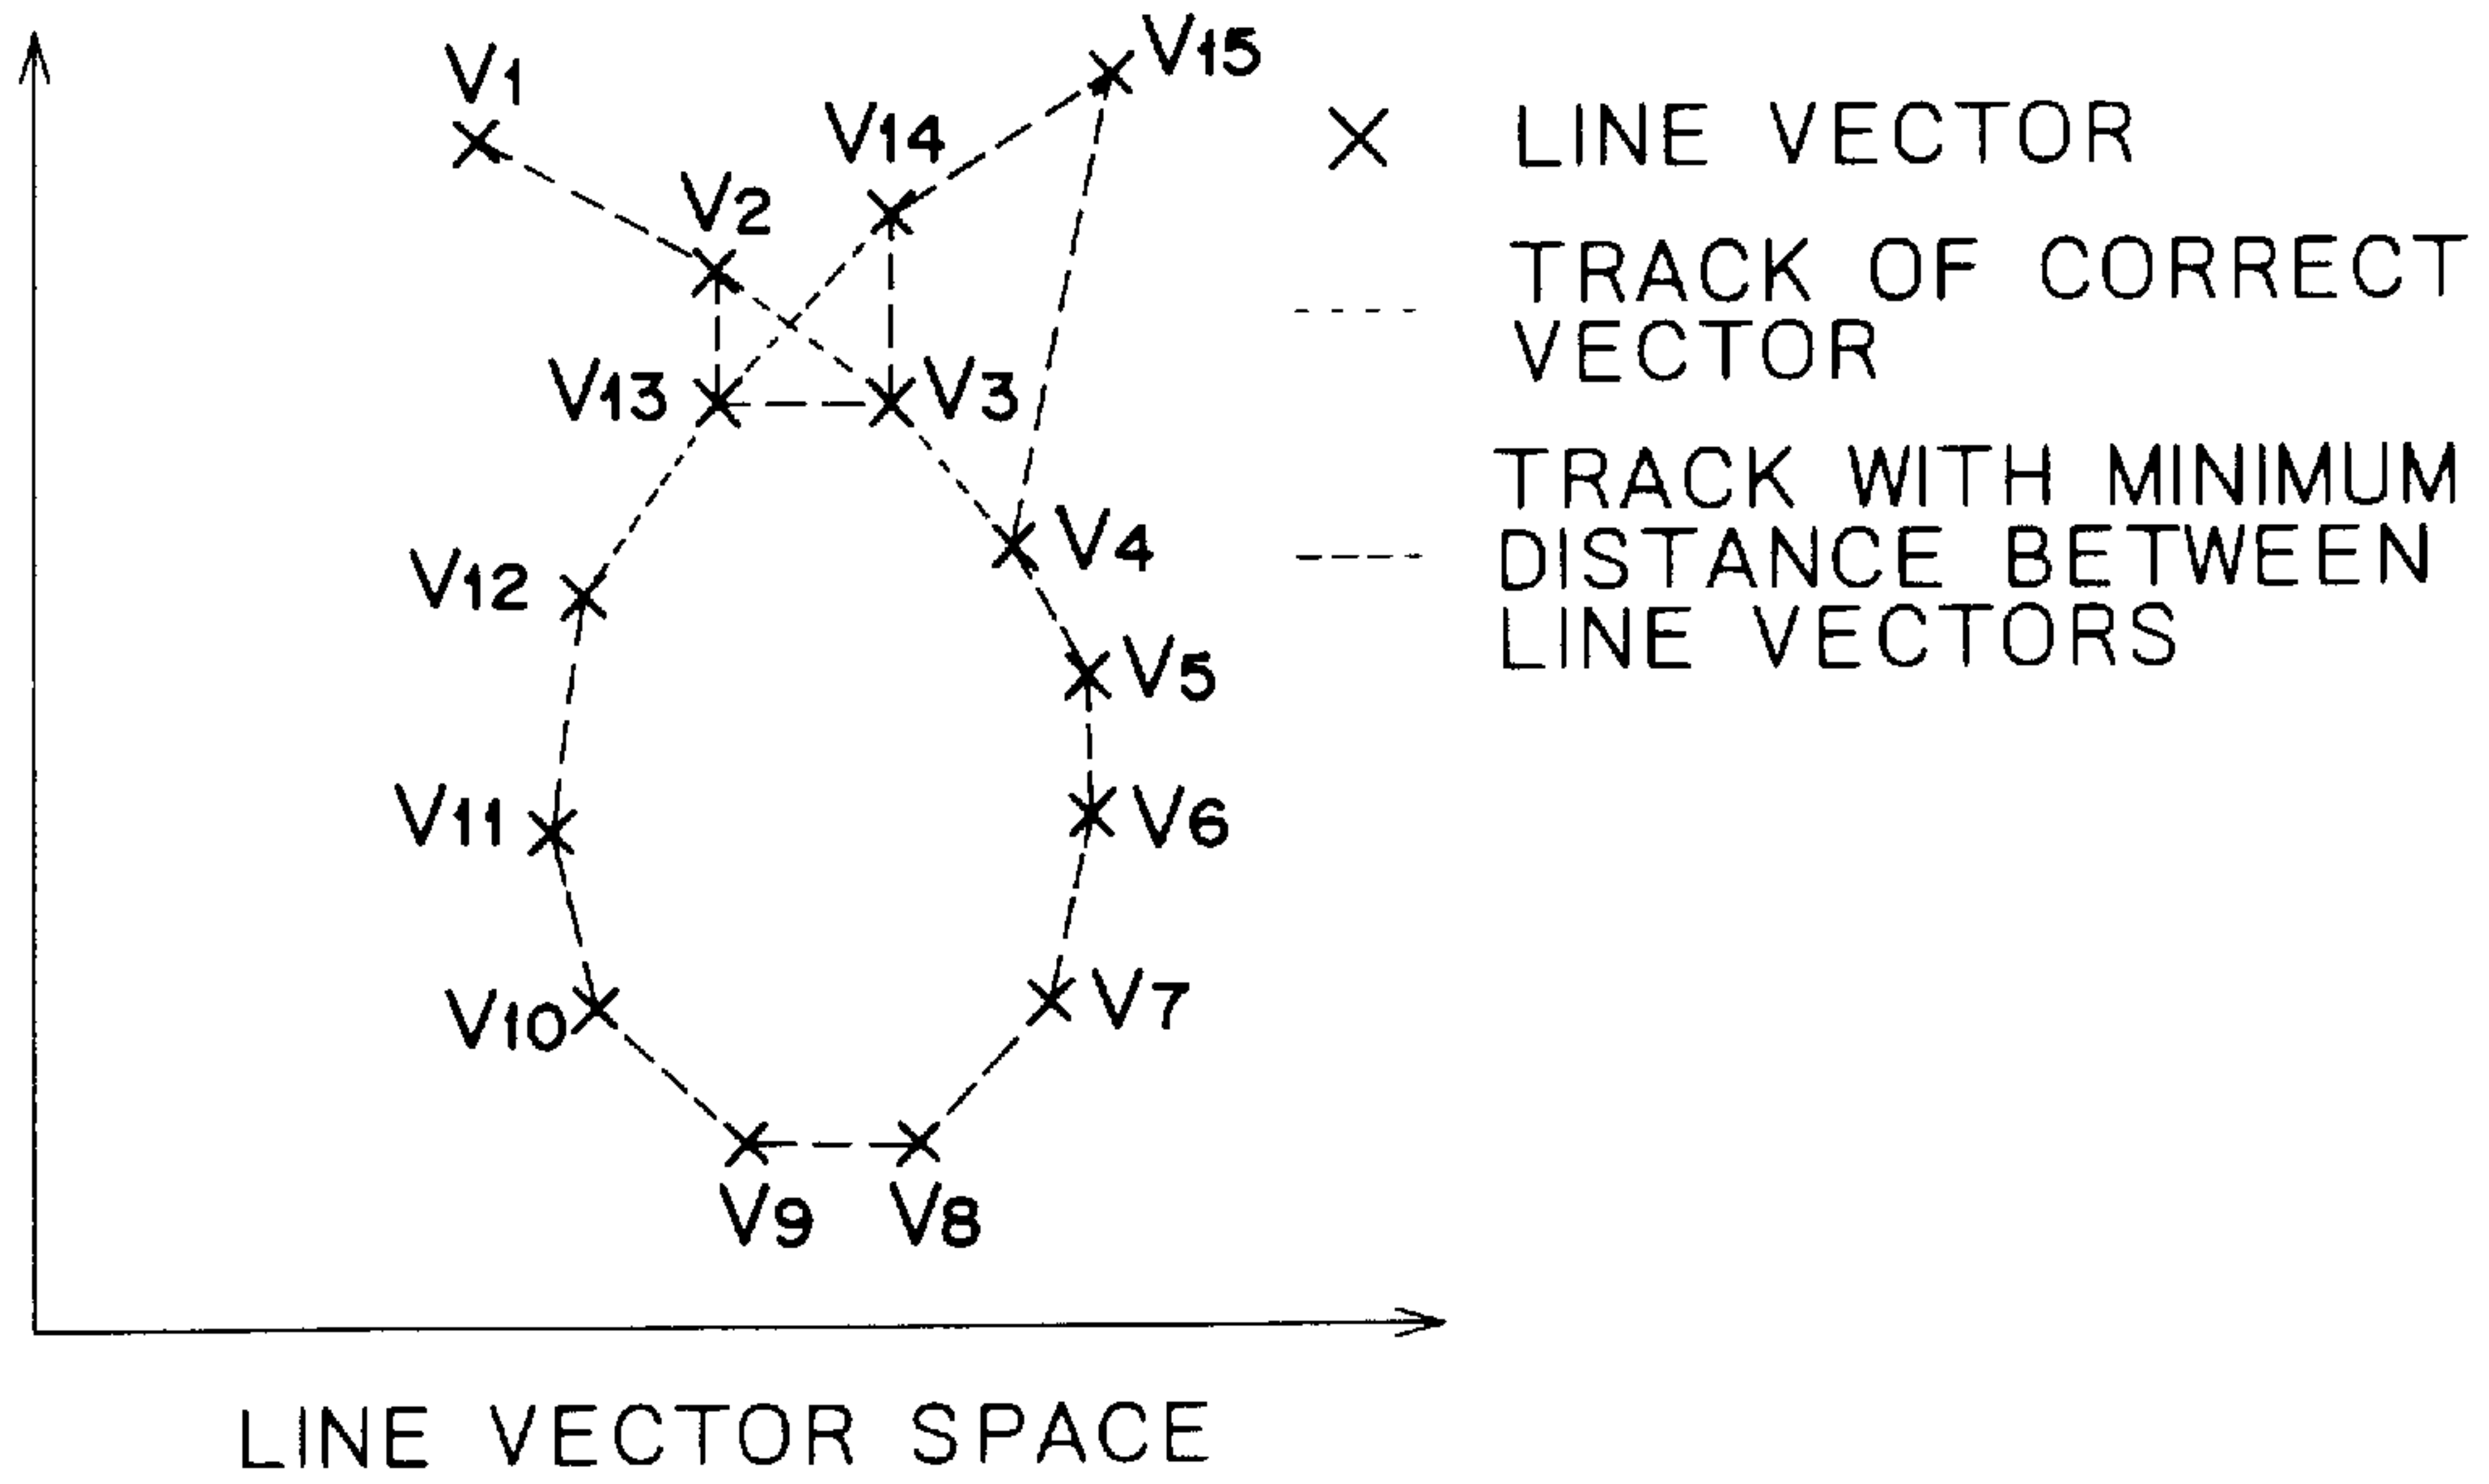 V1
V15
V14
V2
V13
V3
V12
V4
V5
V11
V6
V10
V7
V9
V8
LINE VECTOR
TRACK OF CORRECT
VECTOR
TRACK WITH MINIMUM
DISTANCE BETWEEN
LINE VECTORS
LINE VECTOR SPACE